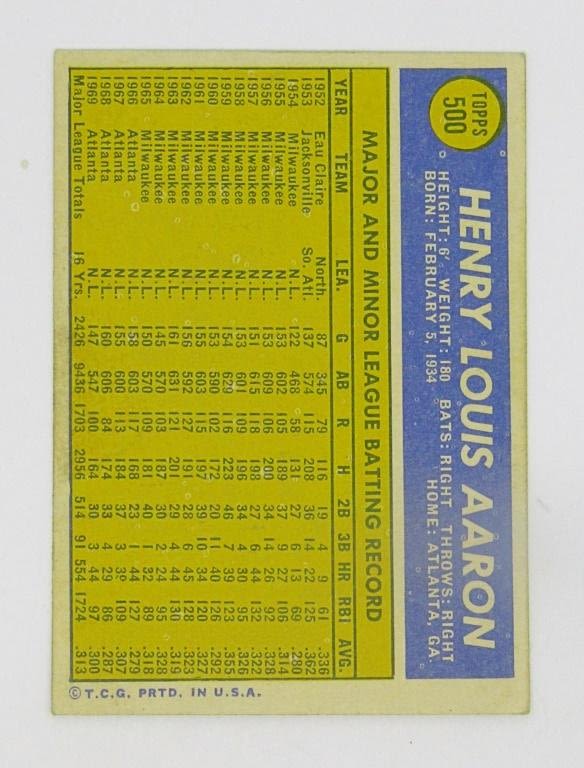 TOPPS
500
HENRY LOUIS AARON
HEIGHT: 6' WEIGHT: 180 BATS: RIGHT THROWS: RIGHT
BORN: FEBRUARY 5, 1934 HOME: ATLANTA, GA.
MAJOR AND MINOR LEAGUE BATTING RECORD
YEAR TEAM LEA. G AB R H 2B 3B HR RBI AVG.
1952 Eau Claire North. 87 345 79 116 19 4 9 61 .336
1953 Jacksonville So. Atl. 137 574 115 208 36 14 22 125 .362
1954 Milwaukee N.L. 122 468 58 131 27 6 13 69 .280
1955 Milwaukee N.L. 153 602 105 189 37 9 27 106 .314
1956 Milwaukee N.L. 153 609 106 200 34 14 26 92 .328
1957 Milwaukee N.L. 151 615 118 198 27 6 44 132 .322
1958 Milwaukee N.L. 153 601 109 196 34 4 30 95 .326
1959 Milwaukee N.L. 154 629 116 223 46 7 39 123 .355
1960 Milwaukee N.L. 153 590 102 172 20 11 40 126 .292
1961 Milwaukee N.L. 155 603 115 197 39 10 34 120 .327
1962 Milwaukee N.L. 156 592 127 191 28 6 45 128 .323
1963 Milwaukee N.L. 161 631 121 201 29 4 44 130 .319
1964 Milwaukee N.L. 145 570 103 187 30 2 24 95 .328
1965 Milwaukee N.L. 150 570 109 181 40 1 32 89 .318
1966 Atlanta N.L. 158 603 117 168 23 1 44 127 .279
1967 Atlanta N.L. 155 600 113 184 37 3 39 109 .307
1968 Atlanta N.L. 160 606 84 174 33 4 29 86 .287
1969 Atlanta N.L. 147 547 100 164 30 3 44 97 .300
Major League Totals 16 Yrs. 2426 9436 1703 2956 514 91 554 1724 .313
© T.C.G. PRTD. IN U.S.A.